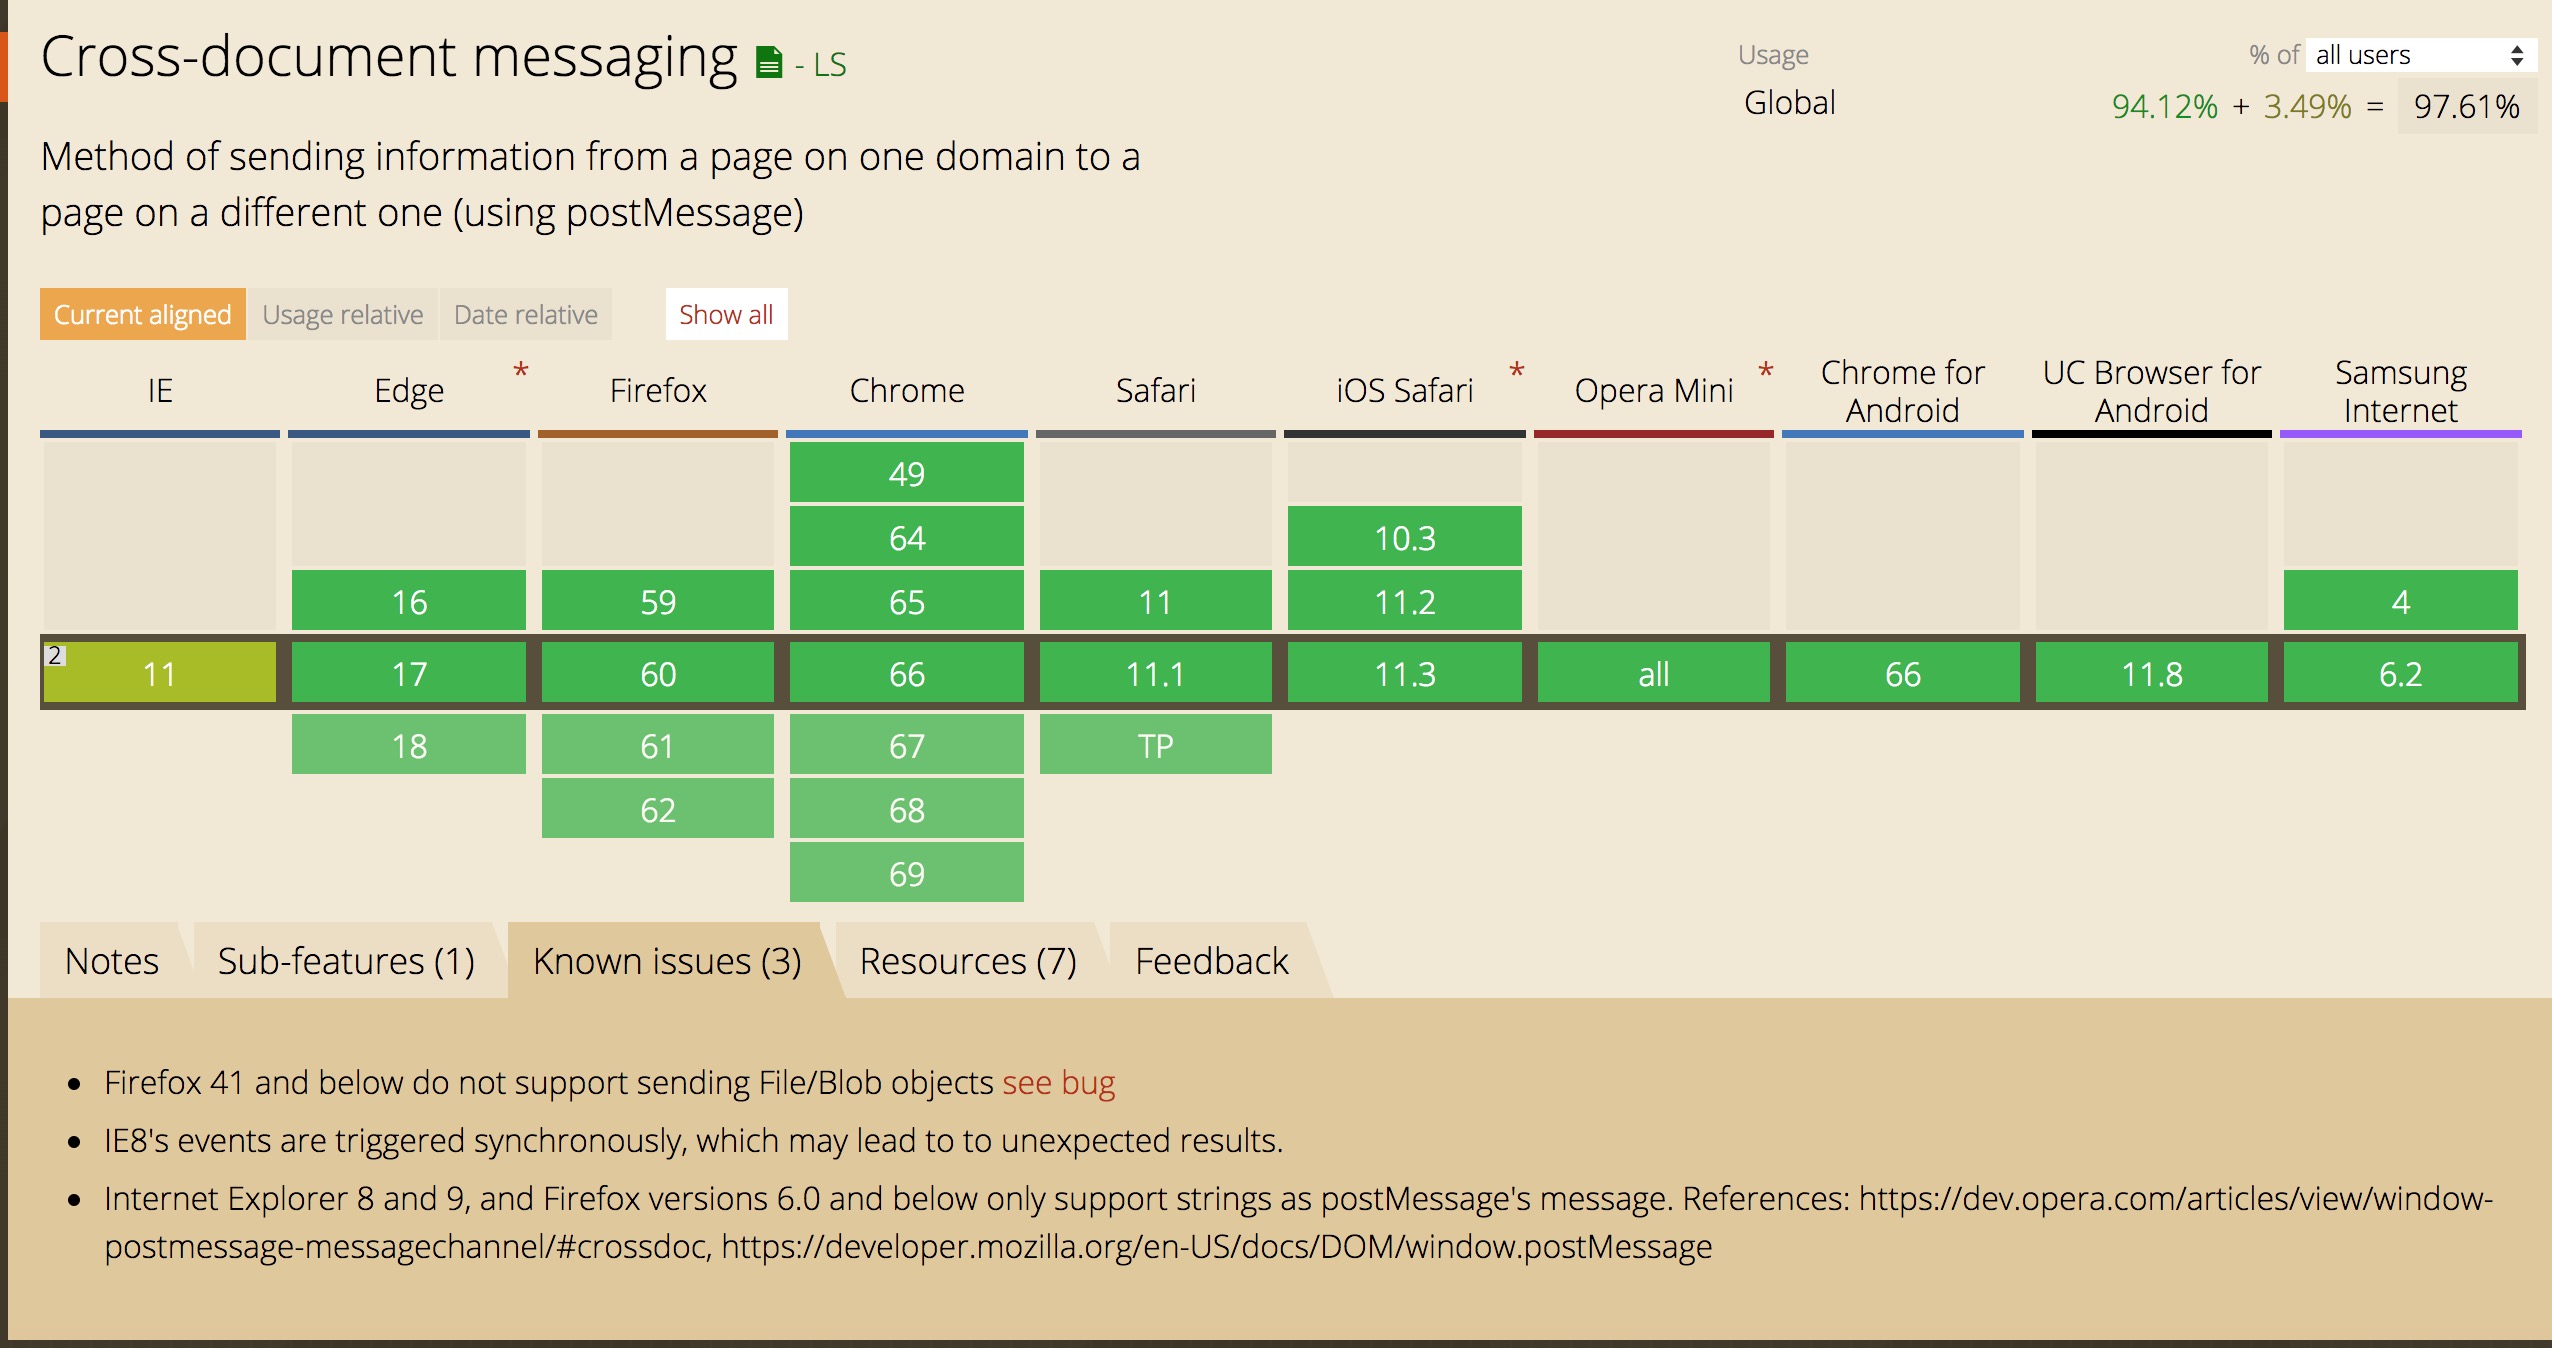 Cross-document messaging - LS
Usage % of all users
Global 94.12% + 3.49% = 97.61%
Method of sending information from a page on one domain to a
page on a different one (using postMessage)
Current aligned Usage relative Date relative Show all
IE Edge * Firefox Chrome Safari iOS Safari * Opera Mini * Chrome for Android UC Browser for Android Samsung Internet
49
64 10.3
16 59 65 11 11.2 4
2 11 17 60 66 11.1 11.3 all 66 11.8 6.2
18 61 67 TP
62 68
69
Notes Sub-features (1) Known issues (3) Resources (7) Feedback
• Firefox 41 and below do not support sending File/Blob objects see bug
• IE8's events are triggered synchronously, which may lead to to unexpected results.
• Internet Explorer 8 and 9, and Firefox versions 6.0 and below only support strings as postMessage's message. References: https://dev.opera.com/articles/view/window-
postmessage-messagechannel/#crossdoc, https://developer.mozilla.org/en-US/docs/DOM/window.postMessage